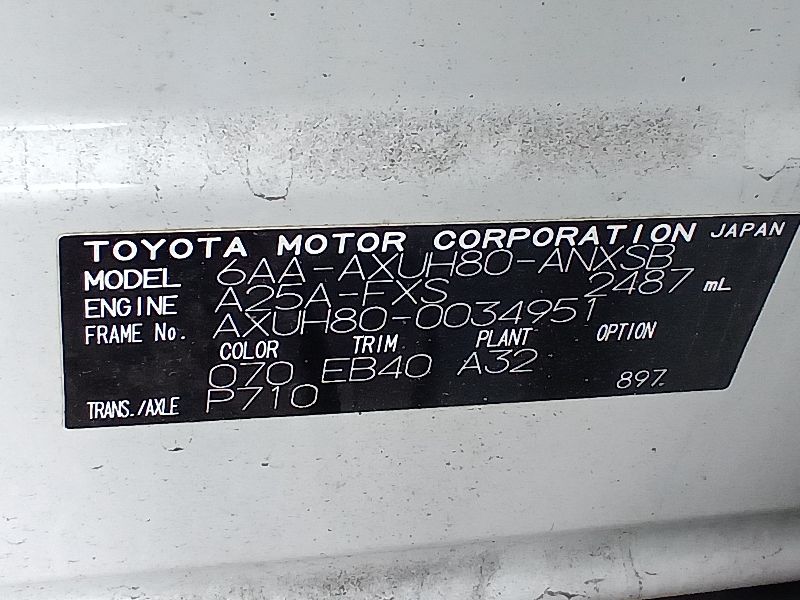 TOYOTA MOTOR CORPORATION JAPAN
MODEL 6AA-AXUH80-ANXSB
ENGINE A25A-FXS 2487 mL
FRAME No. AXUH80-0034951
COLOR TRIM PLANT OPTION
070 EB40 A32
TRANS./AXLE P710 897